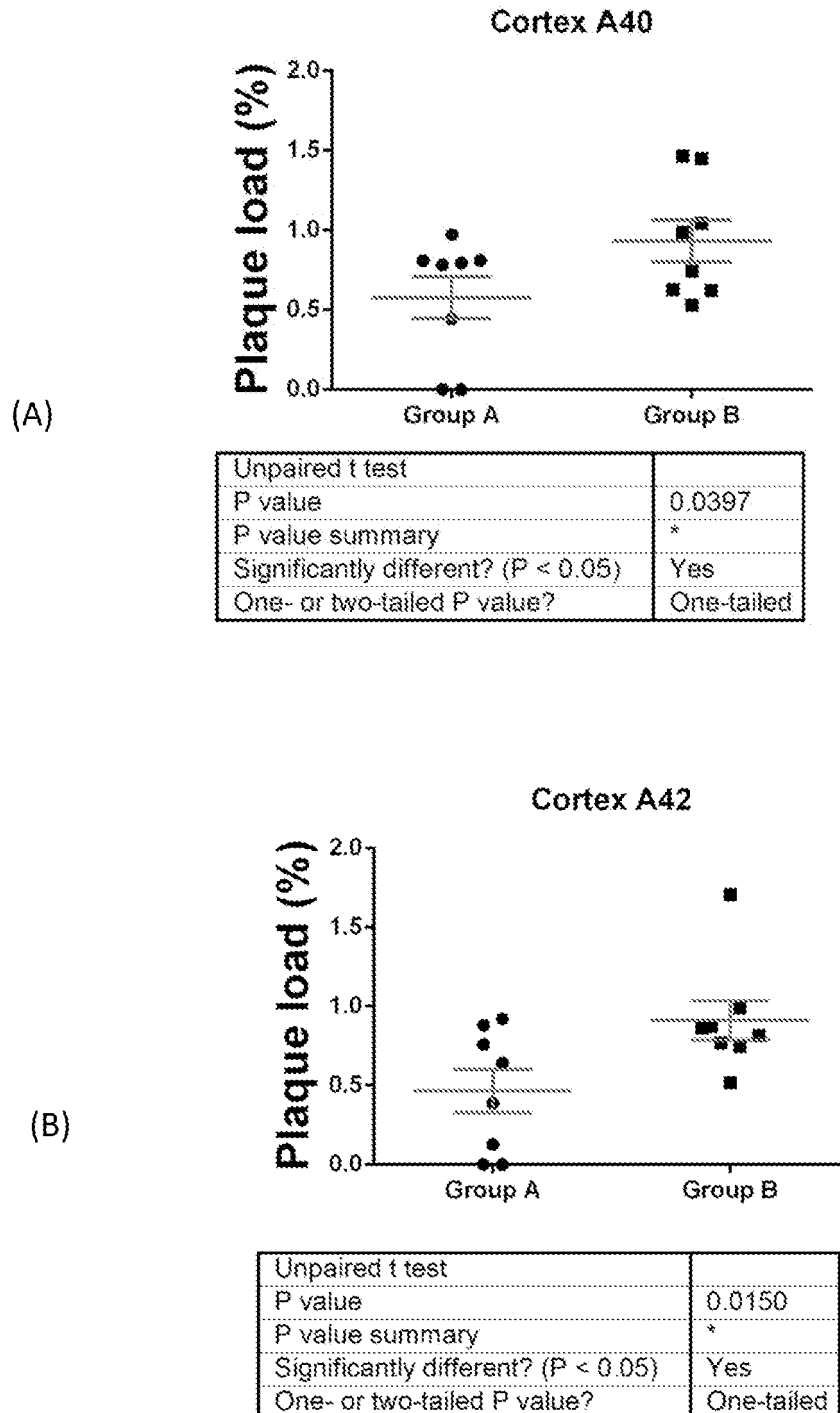 Cortex A40
Plaque load (%)
2.0
1.5
1.0
0.5
0.0
Group A Group B
(A)
Unpaired t test
P value 0.0397
P value summary *
Significantly different? (P < 0.05) Yes
One- or two-tailed P value? One-tailed
Cortex A42
Plaque load (%)
2.0
1.5
1.0
0.5
0.0
Group A Group B
(B)
Unpaired t test
P value 0.0150
P value summary *
Significantly different? (P < 0.05) Yes
One- or two-tailed P value? One-tailed